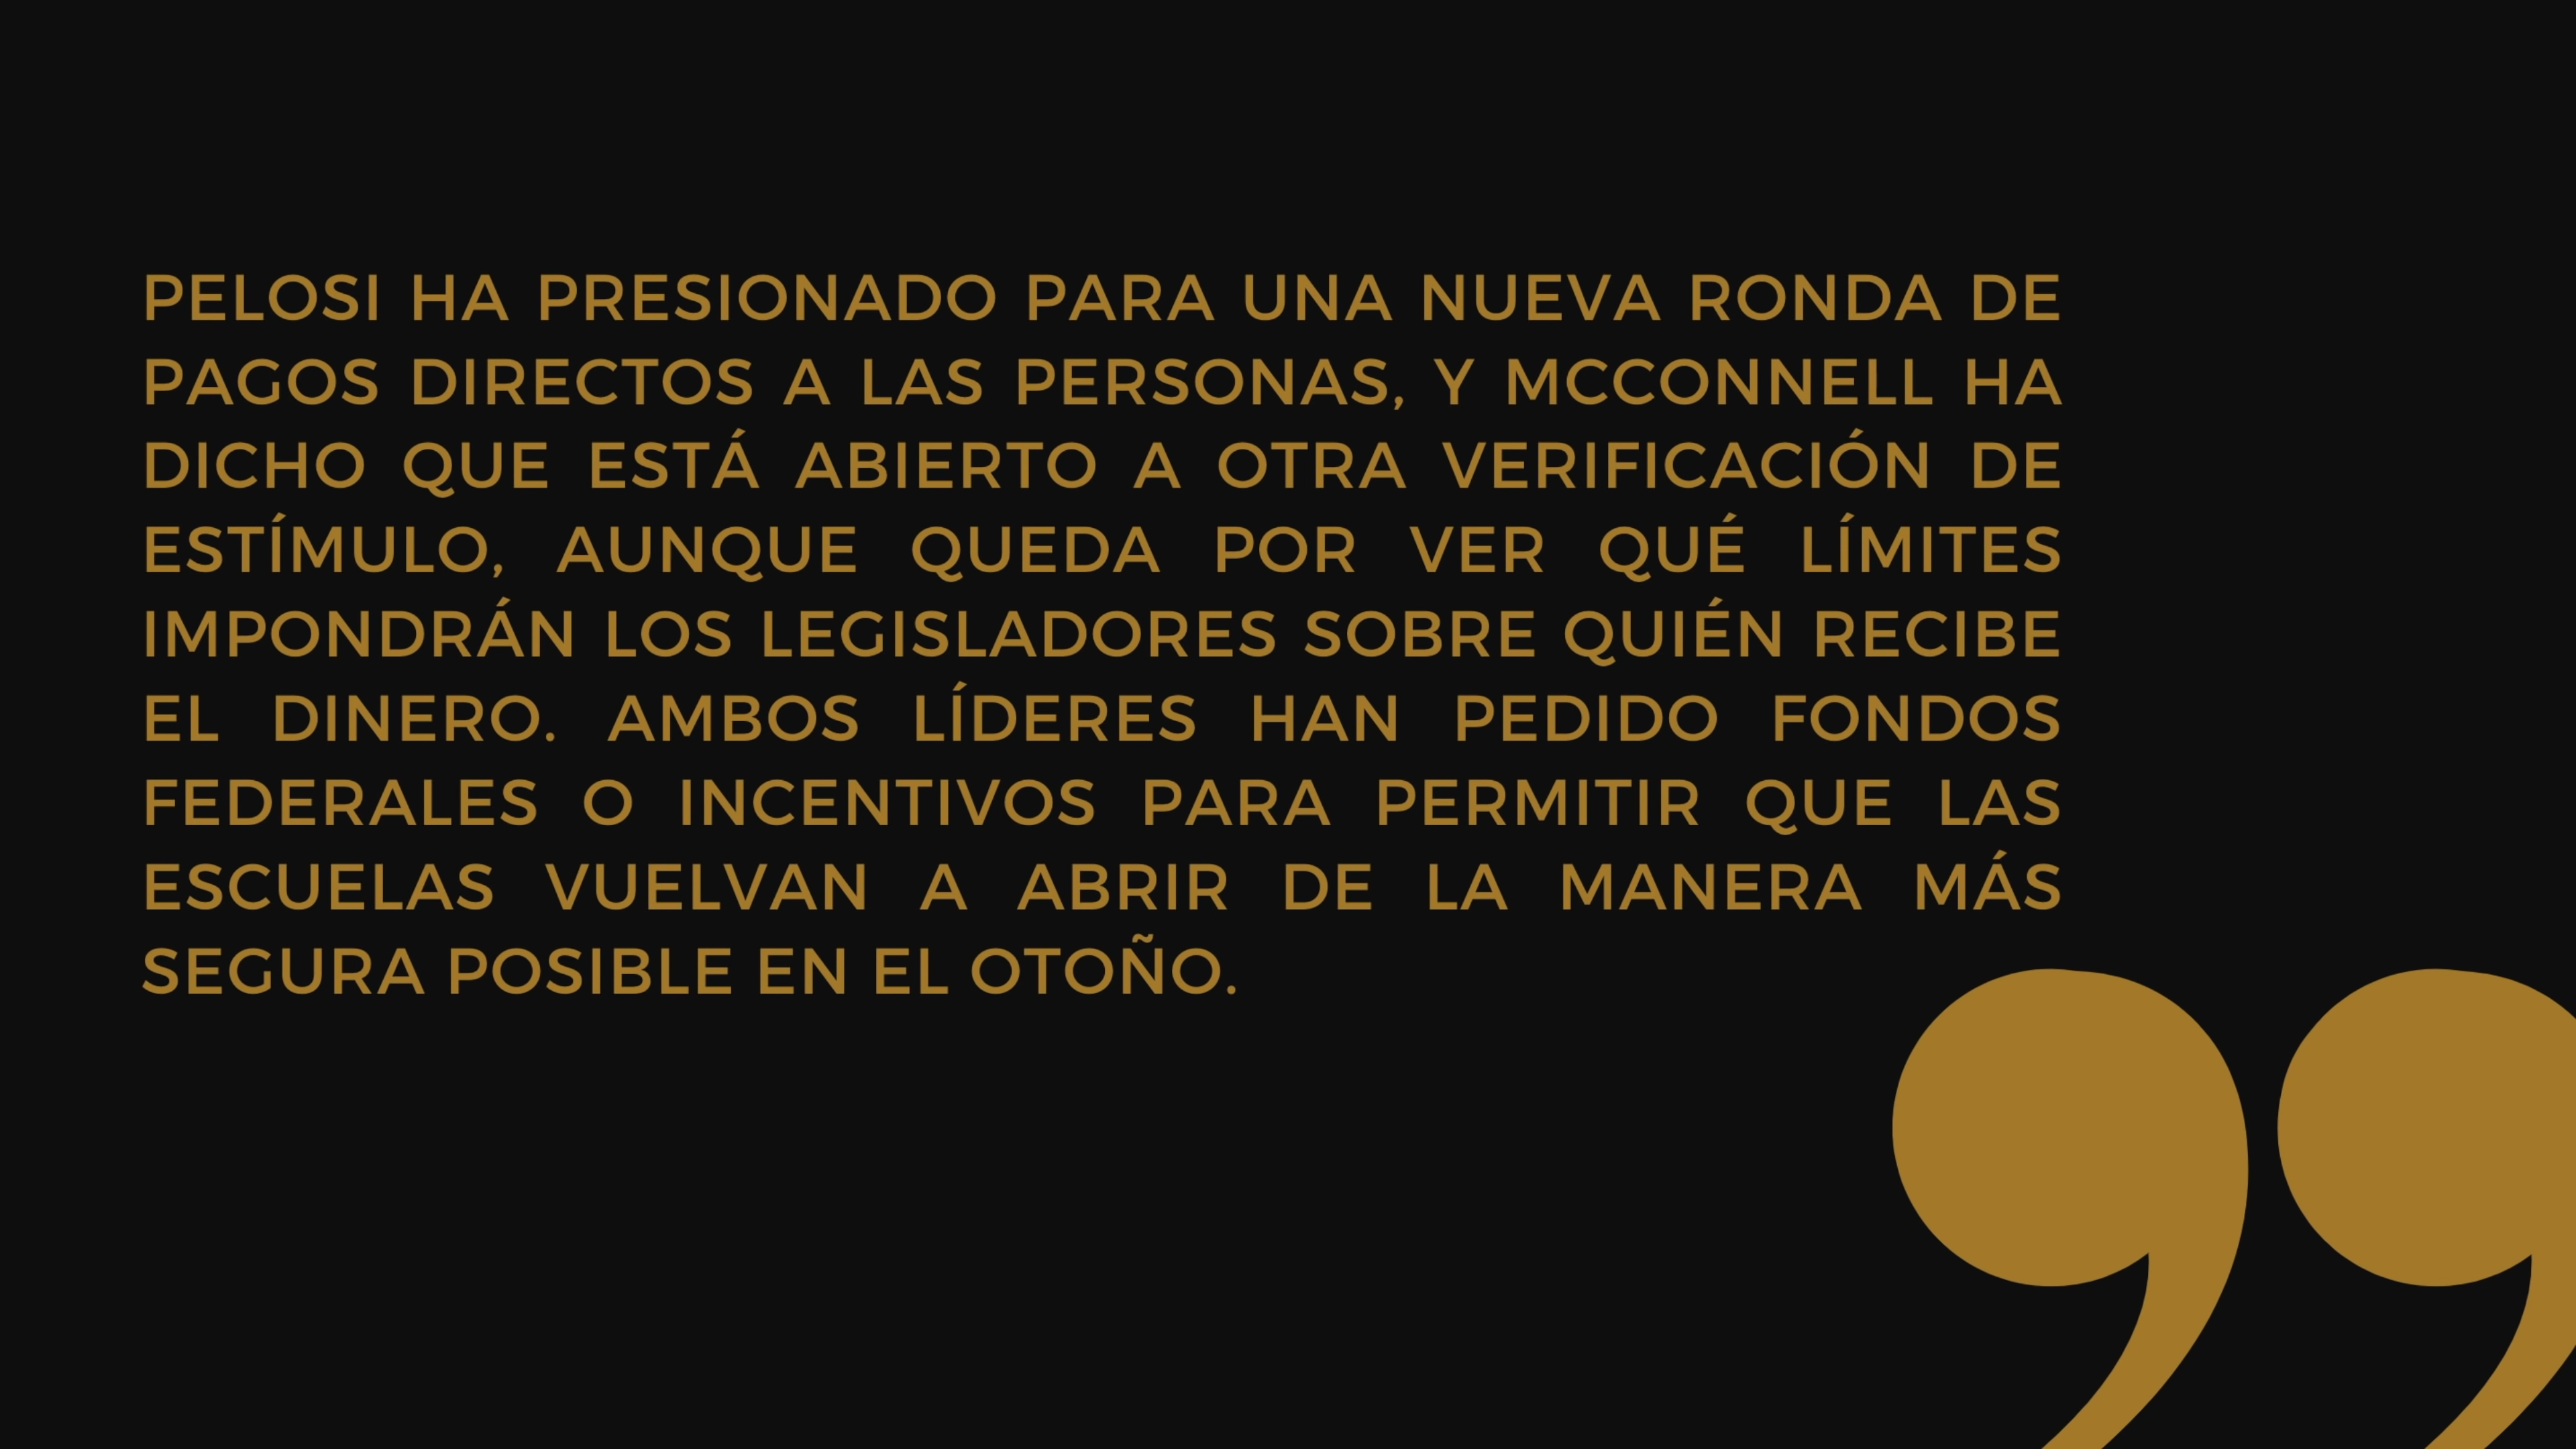 PELOSI HA PRESIONADO PARA UNA NUEVA RONDA DE
PAGOS DIRECTOS A LAS PERSONAS, Y MCCONNELL HA
DICHO QUE ESTÁ ABIERTO A OTRA VERIFICACIÓN DE
ESTÍMULO, AUNQUE QUEDA POR VER QUÉ LÍMITES
IMPONDRÁN LOS LEGISLADORES SOBRE QUIÉN RECIBE
EL DINERO. AMBOS LÍDERES HAN PEDIDO FONDOS
FEDERALES O INCENTIVOS PARA PERMITIR QUE LAS
ESCUELAS VUELVAN A ABRIR DE LA MANERA MÁS
SEGURA POSIBLE EN EL OTOÑO.
”